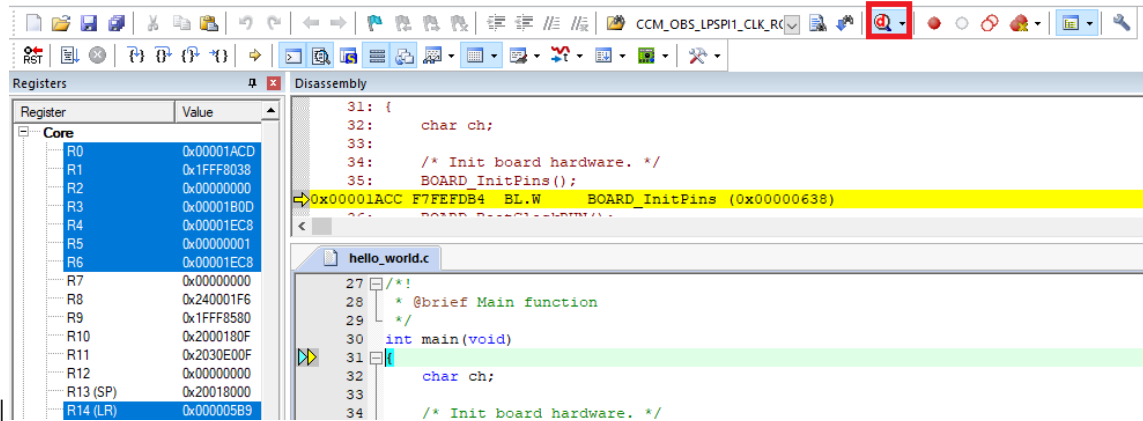 CCM_OBS_LPSPI1_CLK_RC
RST
Registers
Register Value
Core
R0 0x00001ACD
R1 0x1FFF8038
R2 0x00000000
R3 0x00001B0D
R4 0x00001EC8
R5 0x00000001
R6 0x00001EC8
R7 0x00000000
R8 0x240001F6
R9 0x1FFF8580
R10 0x2000180F
R11 0x2030E00F
R12 0x00000000
R13 (SP) 0x20018000
R14 (LR) 0x000005B9
Disassembly
31: {
32: char ch;
33:
34: /* Init board hardware. */
35: BOARD_InitPins();
0x00001ACC F7FEFDB4 BL.W BOARD_InitPins (0x00000638)
hello_world.c
27 /*!
28 * @brief Main function
29 */
30 int main(void)
31 {
32 char ch;
33
34 /* Init board hardware. */